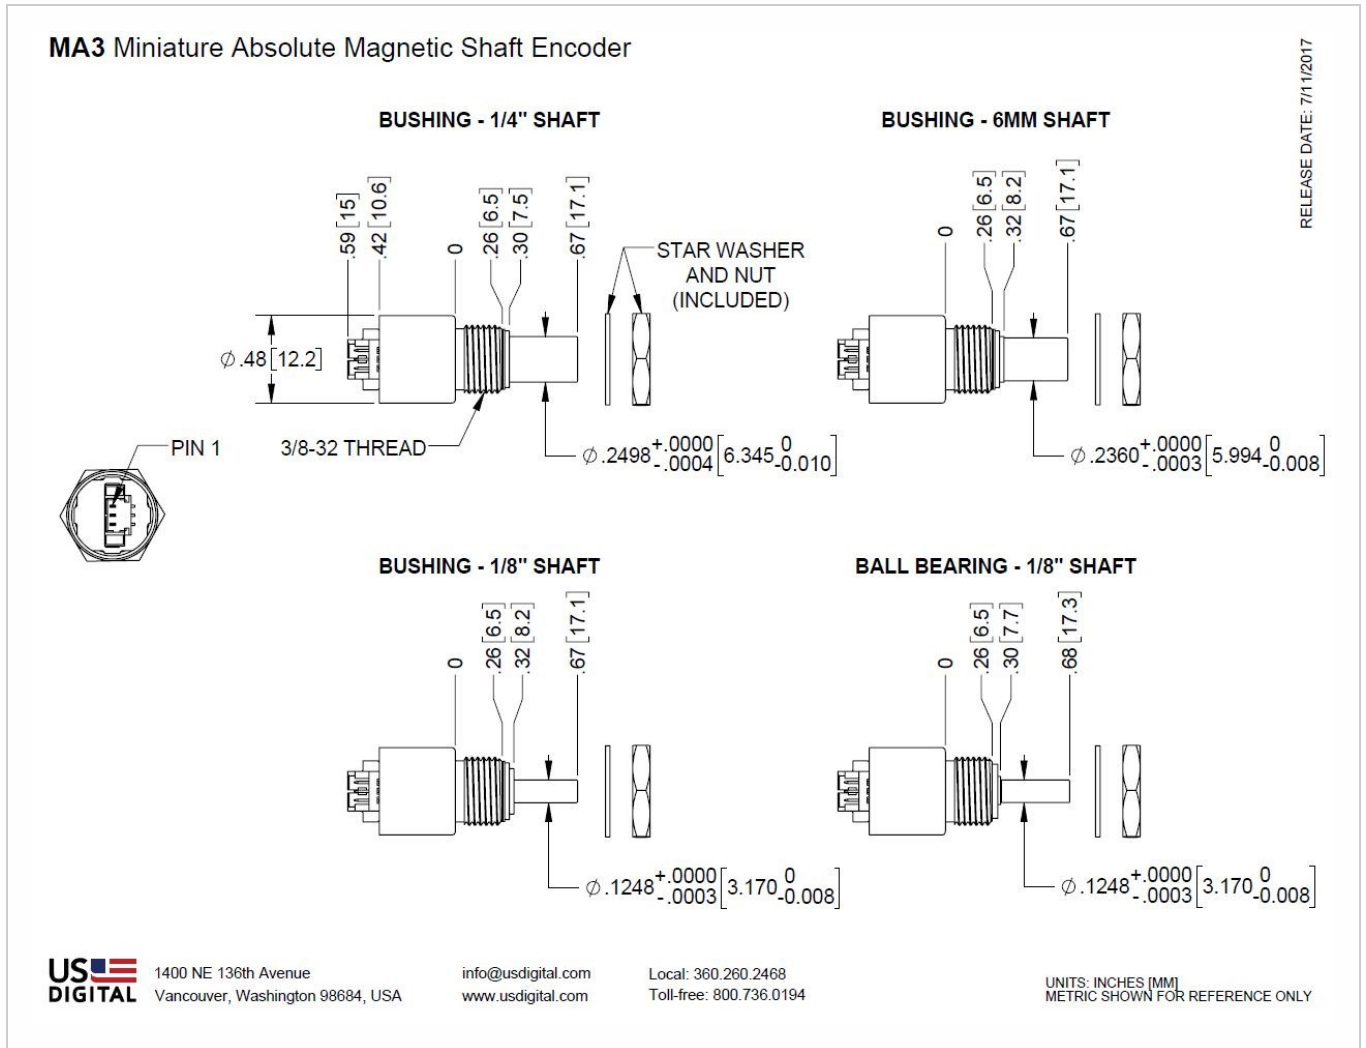 MA3 Miniature Absolute Magnetic Shaft Encoder
RELEASE DATE: 7/11/2017
BUSHING - 1/4" SHAFT
.59 [15]
.42 [10.6]
0
.26 [6.5]
.30 [7.5]
.67 [17.1]
STAR WASHER
AND NUT
(INCLUDED)
Ø .48 [12.2]
3/8-32 THREAD
Ø .2498 +.0000 -.0004 [6.345 0 -0.010]
PIN 1
BUSHING - 6MM SHAFT
0
.26 [6.5]
.32 [8.2]
.67 [17.1]
Ø .2360 +.0000 -.0003 [5.994 0 -0.008]
BUSHING - 1/8" SHAFT
0
.26 [6.5]
.32 [8.2]
.67 [17.1]
Ø .1248 +.0000 -.0003 [3.170 0 -0.008]
BALL BEARING - 1/8" SHAFT
0
.26 [6.5]
.30 [7.7]
.68 [17.3]
Ø .1248 +.0000 -.0003 [3.170 0 -0.008]
US
DIGITAL
1400 NE 136th Avenue
Vancouver, Washington 98684, USA
info@usdigital.com
www.usdigital.com
Local: 360.260.2468
Toll-free: 800.736.0194
UNITS: INCHES [MM]
METRIC SHOWN FOR REFERENCE ONLY